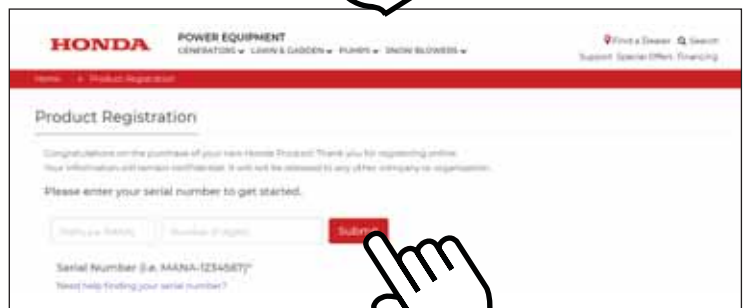 HONDA
POWER EQUIPMENT
GENERATORS LAWN & GARDEN PUMPS SNOW BLOWERS
Find a Dealer Search
Support Special Offers Financing
Home Product Registration
Product Registration
Congratulations on the purchase of your new Honda Product! Thank you for registering online.
Your information will remain confidential. It will not be released to any other company or organization.
Please enter your serial number to get started.
Submit
Serial Number (i.e. MANA-1234567)*
Need help finding your serial number?